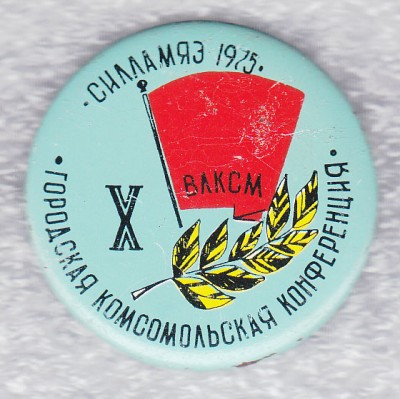 · СИЛЛАМЯЭ 1975 ·
ВЛКСМ
X
· ГОРОДСКАЯ КОМСОМОЛЬСКАЯ КОНФЕРЕНЦИЯ ·